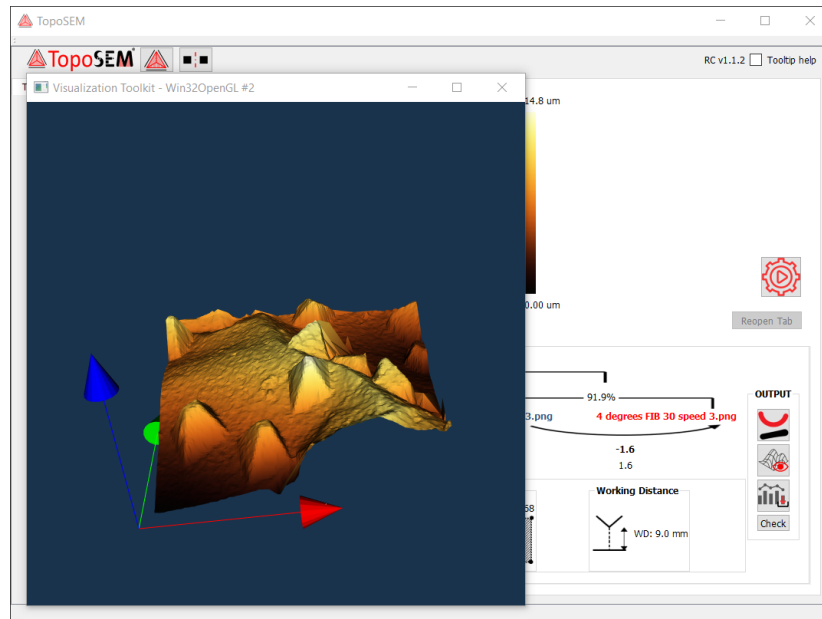 TopoSEM
TopoSEM
RC v1.1.2
Tooltip help
Visualization Toolkit - Win32OpenGL #2
14.8 um
0.00 um
Reopen Tab
91.9%
OUTPUT
3.png
4 degrees FIB 30 speed 3.png
-1.6
1.6
Working Distance
68
WD: 9.0 mm
Check